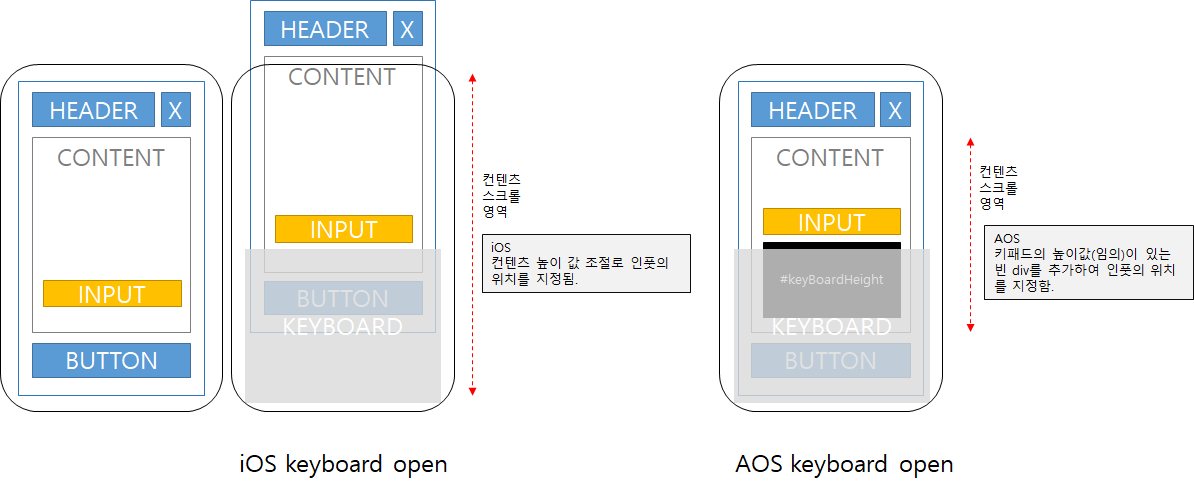 HEADER X
CONTENT
INPUT
BUTTON
HEADER X
CONTENT
INPUT
BUTTON
KEYBOARD
컨텐츠
스크롤
영역
iOS
컨텐츠 높이 값 조절로 인풋의
위치를 지정됨.
iOS keyboard open
HEADER X
CONTENT
INPUT
#keyBoardHeight
KEYBOARD
BUTTON
컨텐츠
스크롤
영역
AOS
키패드의 높이값(임의)이 있는
빈 div를 추가하여 인풋의 위치
를 지정함.
AOS keyboard open